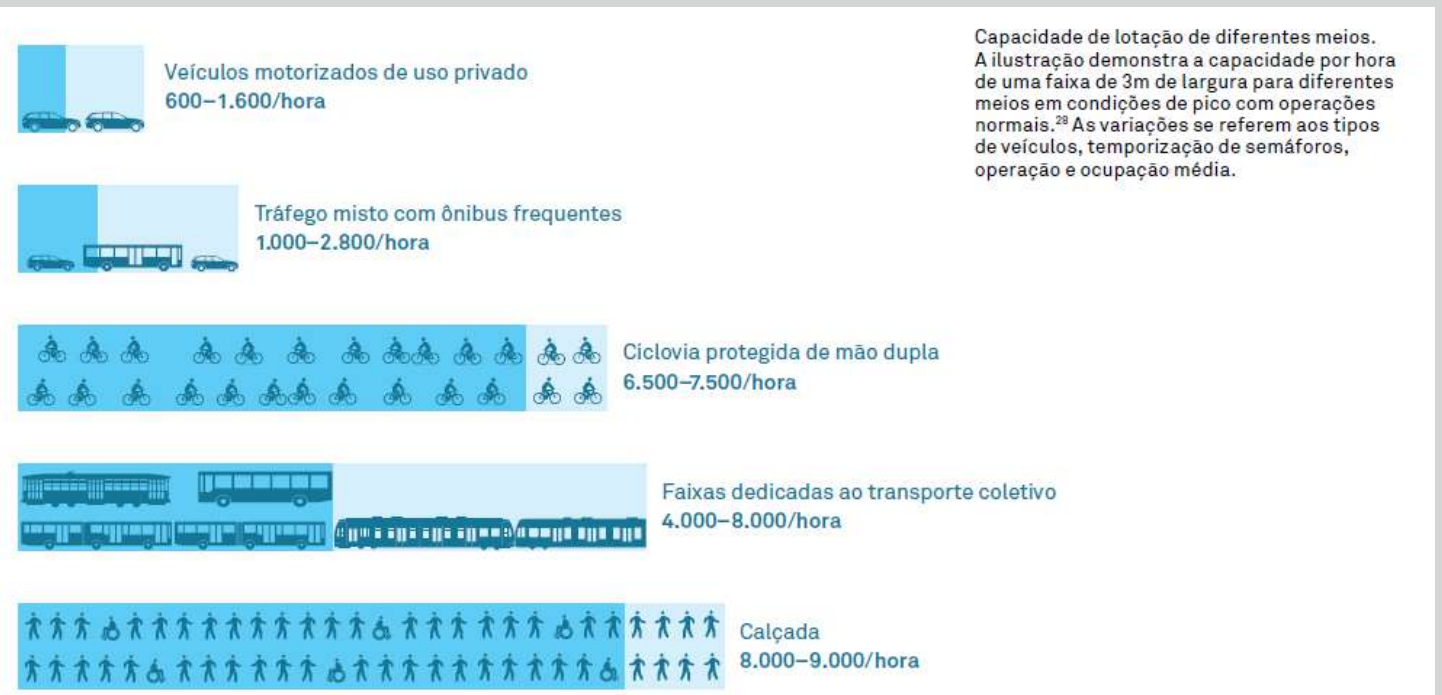 Capacidade de lotação de diferentes meios.
A ilustração demonstra a capacidade por hora
de uma faixa de 3m de largura para diferentes
meios em condições de pico com operações
normais.²⁹ As variações se referem aos tipos
de veículos, temporização de semáforos,
operação e ocupação média.
Veículos motorizados de uso privado
600–1.600/hora
Tráfego misto com ônibus frequentes
1.000–2.800/hora
Ciclovia protegida de mão dupla
6.500–7.500/hora
Faixas dedicadas ao transporte coletivo
4.000–8.000/hora
Calçada
8.000–9.000/hora